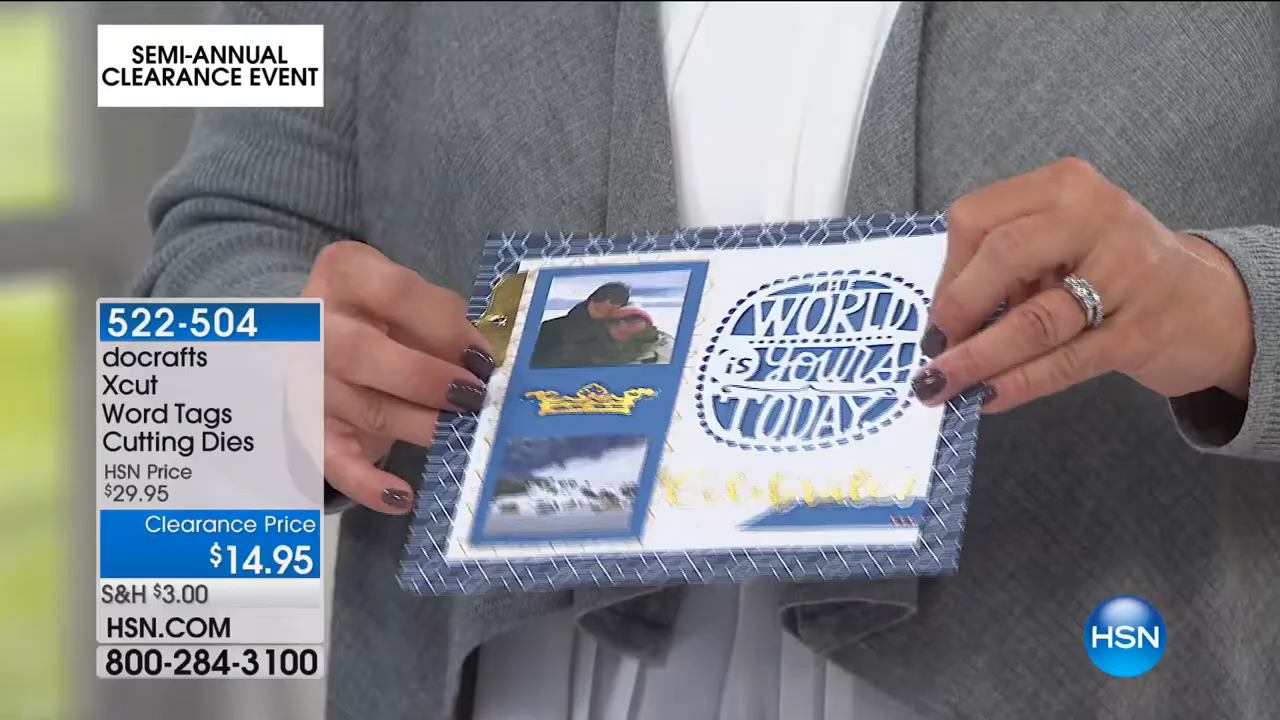 SEMI-ANNUAL
CLEARANCE EVENT
522-504
docrafts
Xcut
Word Tags
Cutting Dies
HSN Price
$29.95
Clearance Price
$14.95
S&H $3.00
HSN.COM
800-284-3100
THE
WORLD
is yours
TODAY
Celebrate
HSN